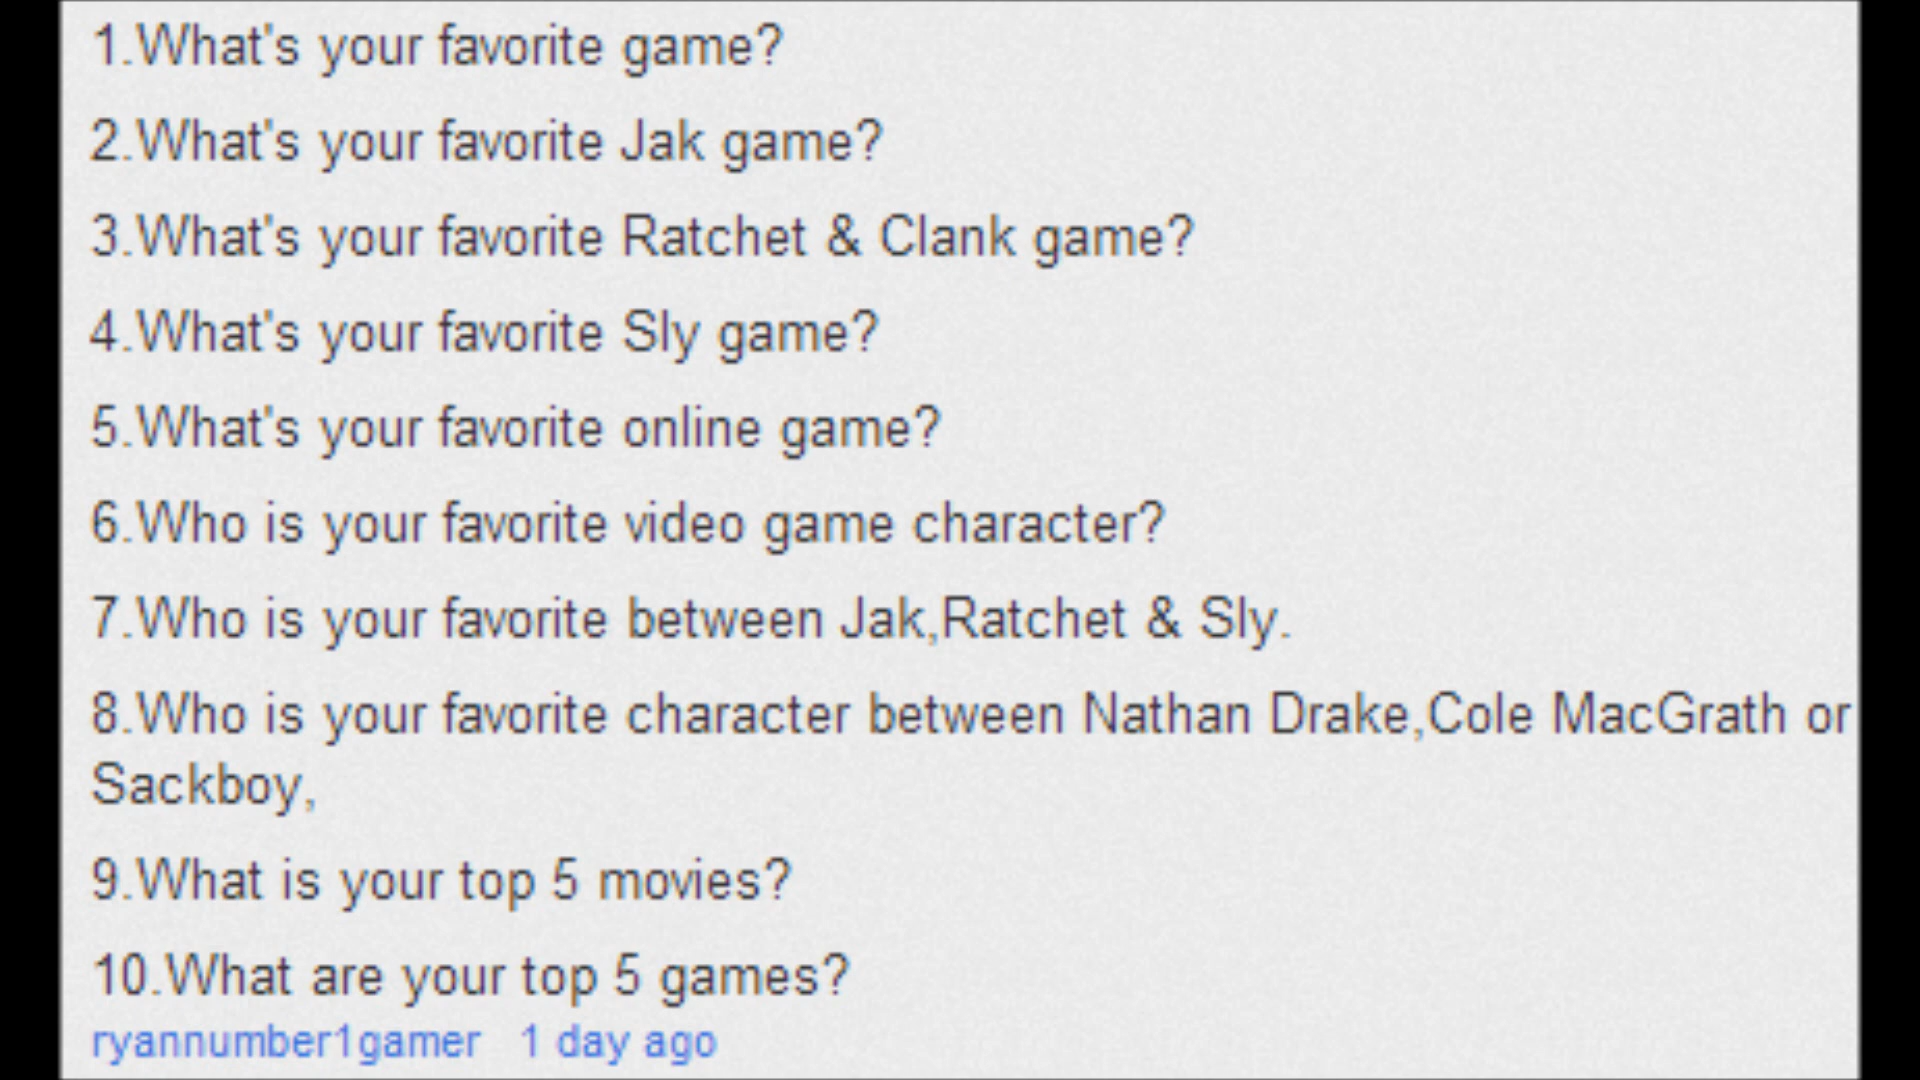 1.What's your favorite game?
2.What's your favorite Jak game?
3.What's your favorite Ratchet & Clank game?
4.What's your favorite Sly game?
5.What's your favorite online game?
6.Who is your favorite video game character?
7.Who is your favorite between Jak,Ratchet & Sly.
8.Who is your favorite character between Nathan Drake,Cole MacGrath or
Sackboy,
9.What is your top 5 movies?
10.What are your top 5 games?
ryannumber1gamer 1 day ago